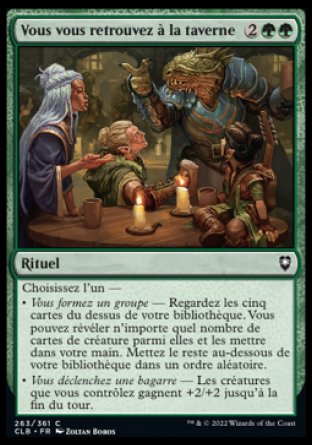 Vous vous retrouvez à la taverne 2
Rituel
Choisissez l'un —
• Vous formez un groupe — Regardez les cinq
cartes du dessus de votre bibliothèque. Vous
pouvez révéler n'importe quel nombre de
cartes de créature parmi elles et les mettre
dans votre main. Mettez le reste au-dessous de
votre bibliothèque dans un ordre aléatoire.
• Vous déclenchez une bagarre — Les créatures
que vous contrôlez gagnent +2/+2 jusqu'à la
fin du tour.
263/361 C
CLB • FR Zoltan Boros
™ & © 2022 Wizards of the Coast